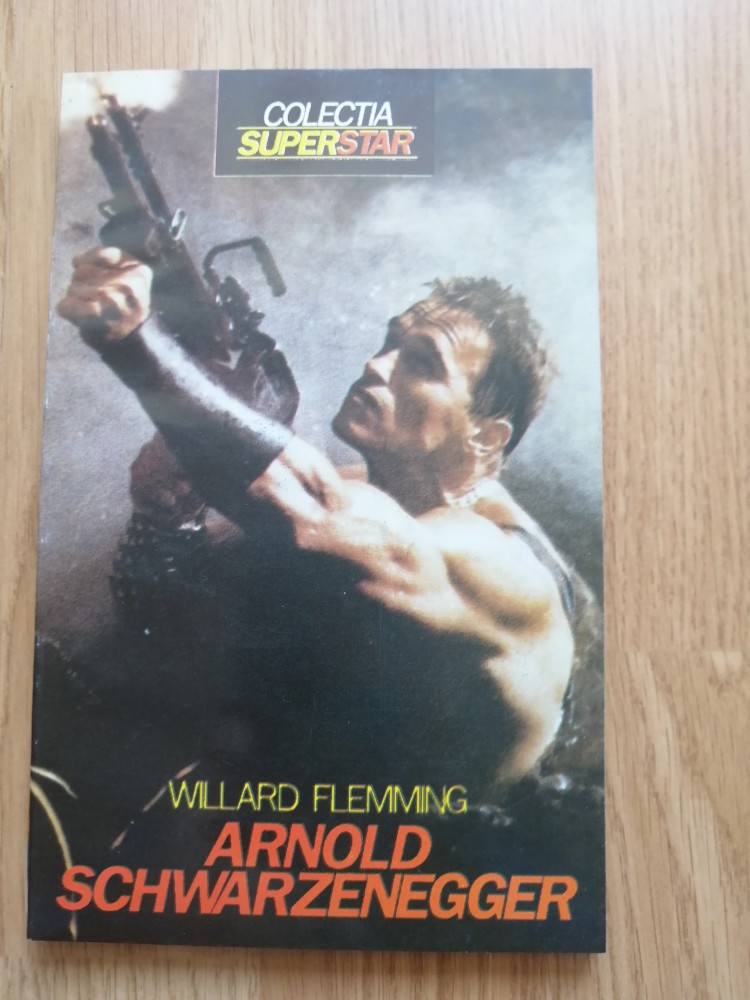 COLECTIA
SUPERSTAR
WILLARD FLEMMING
ARNOLD
SCHWARZENEGGER